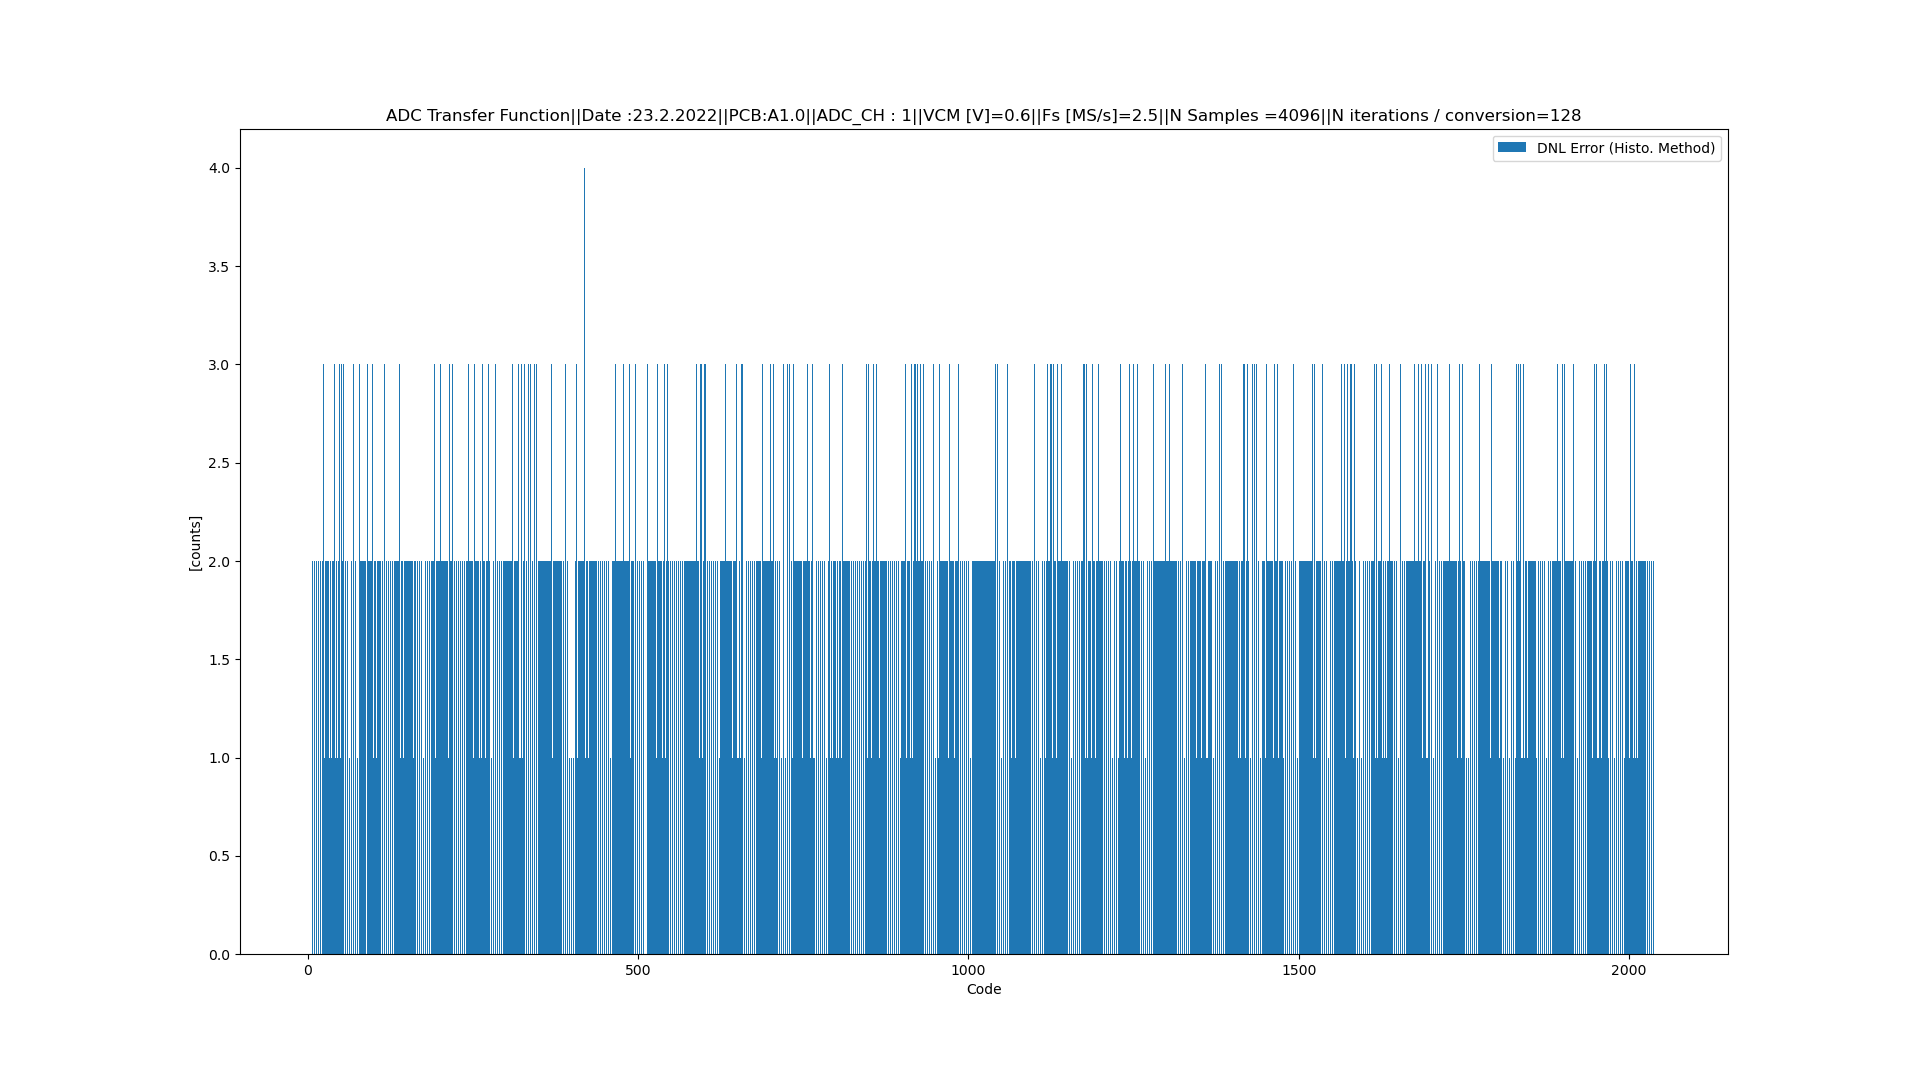 ADC Transfer Function||Date :23.2.2022||PCB:A1.0||ADC_CH : 1||VCM [V]=0.6||Fs [MS/s]=2.5||N Samples =4096||N iterations / conversion=128
DNL Error (Histo. Method)
4.0
3.5
3.0
2.5
2.0
1.5
1.0
0.5
0.0
[counts]
0 500 1000 1500 2000
Code